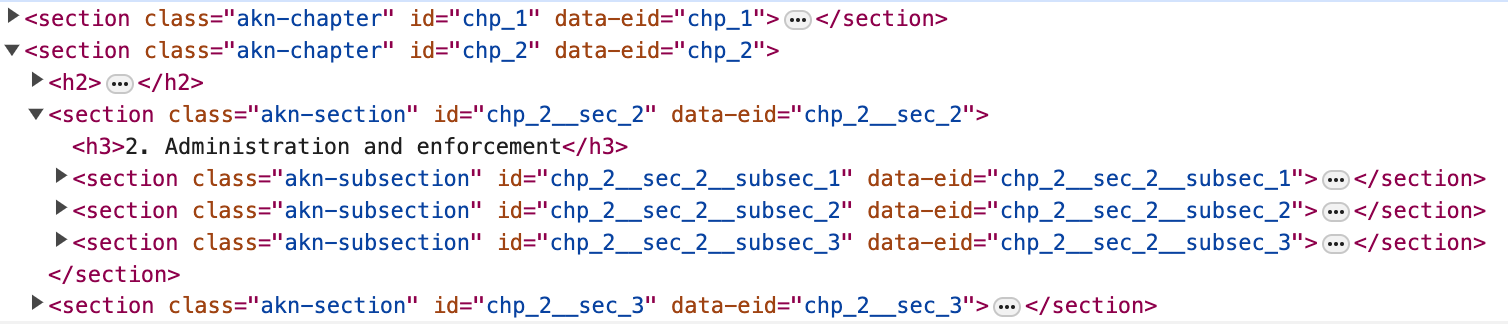 <section class="akn-chapter" id="chp_1" data-eid="chp_1">…</section>
<section class="akn-chapter" id="chp_2" data-eid="chp_2">
<h2>…</h2>
<section class="akn-section" id="chp_2__sec_2" data-eid="chp_2__sec_2">
<h3>2. Administration and enforcement</h3>
<section class="akn-subsection" id="chp_2__sec_2__subsec_1" data-eid="chp_2__sec_2__subsec_1">…</section>
<section class="akn-subsection" id="chp_2__sec_2__subsec_2" data-eid="chp_2__sec_2__subsec_2">…</section>
<section class="akn-subsection" id="chp_2__sec_2__subsec_3" data-eid="chp_2__sec_2__subsec_3">…</section>
</section>
<section class="akn-section" id="chp_2__sec_3" data-eid="chp_2__sec_3">…</section>